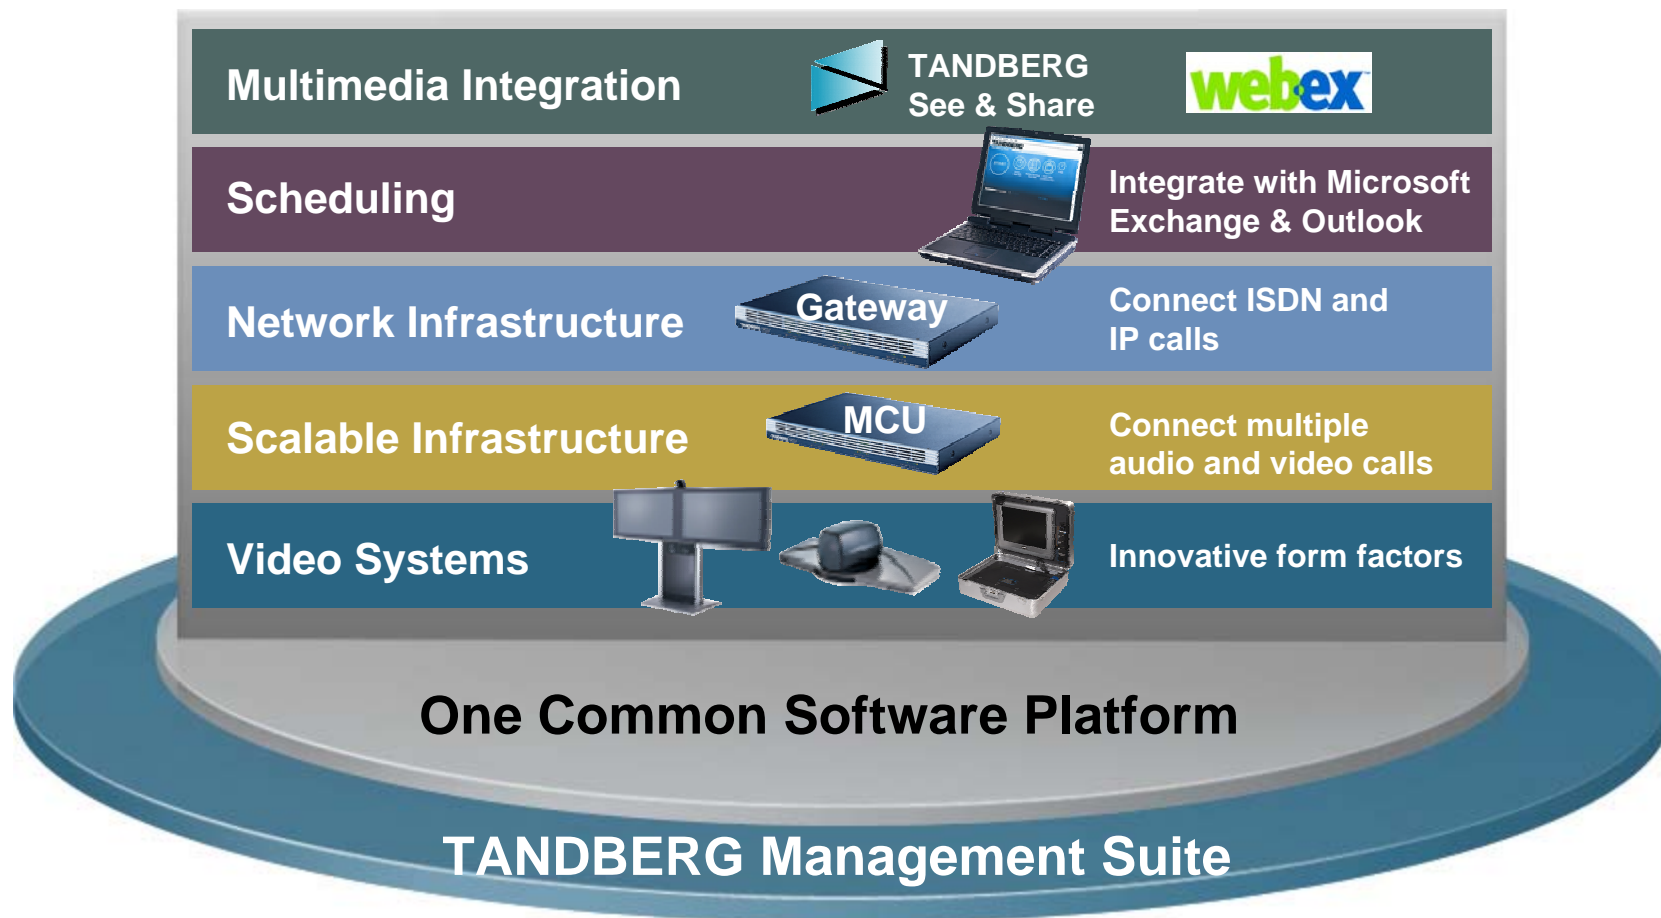 Multimedia Integration
TANDBERG
See & Share
webex
Scheduling
Integrate with Microsoft
Exchange & Outlook
Network Infrastructure
Gateway
Connect ISDN and
IP calls
Scalable Infrastructure
MCU
Connect multiple
audio and video calls
Video Systems
Innovative form factors
One Common Software Platform
TANDBERG Management Suite